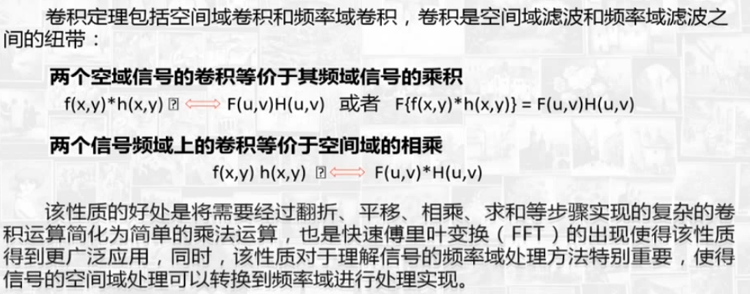 卷积定理包括空间域卷积和频率域卷积，卷积是空间域滤波和频率域滤波之
间的纽带：
两个空域信号的卷积等价于其频域信号的乘积
f(x,y)*h(x,y) ⍰ ⟺ F(u,v)H(u,v) 或者 F{f(x,y)*h(x,y)} = F(u,v)H(u,v)
两个信号频域上的卷积等价于空间域的相乘
f(x,y) h(x,y) ⍰ ⟺ F(u,v)*H(u,v)
该性质的好处是将需要经过翻折、平移、相乘、求和等步骤实现的复杂的卷
积运算简化为简单的乘法运算，也是快速傅里叶变换（FFT）的出现使得该性质
得到更广泛应用，同时，该性质对于理解信号的频率域处理方法特别重要，使得
信号的空间域处理可以转换到频率域进行处理实现。